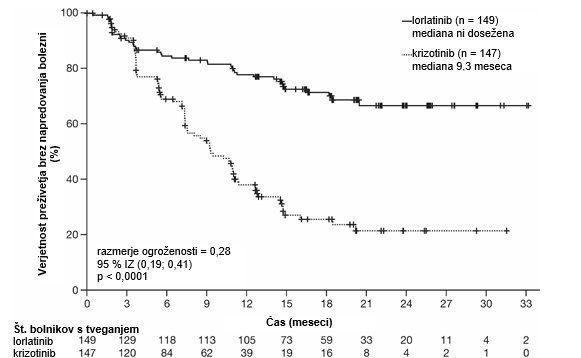 lorlatinib (n = 149)
mediana ni dosežena
krizotinib (n = 147)
mediana 9,3 meseca
Verjetnost preživetja brez napredovanja bolezni
(%)
100
80
60
40
20
0
razmerje ogroženosti = 0,28
95 % IZ (0,19; 0,41)
p < 0,0001
0 3 6 9 12 15 18 21 24 27 30 33
Čas (meseci)
Št. bolnikov s tveganjem
lorlatinib 149 129 118 113 105 73 59 33 20 11 4 2
krizotinib 147 120 84 62 39 19 16 8 4 2 0